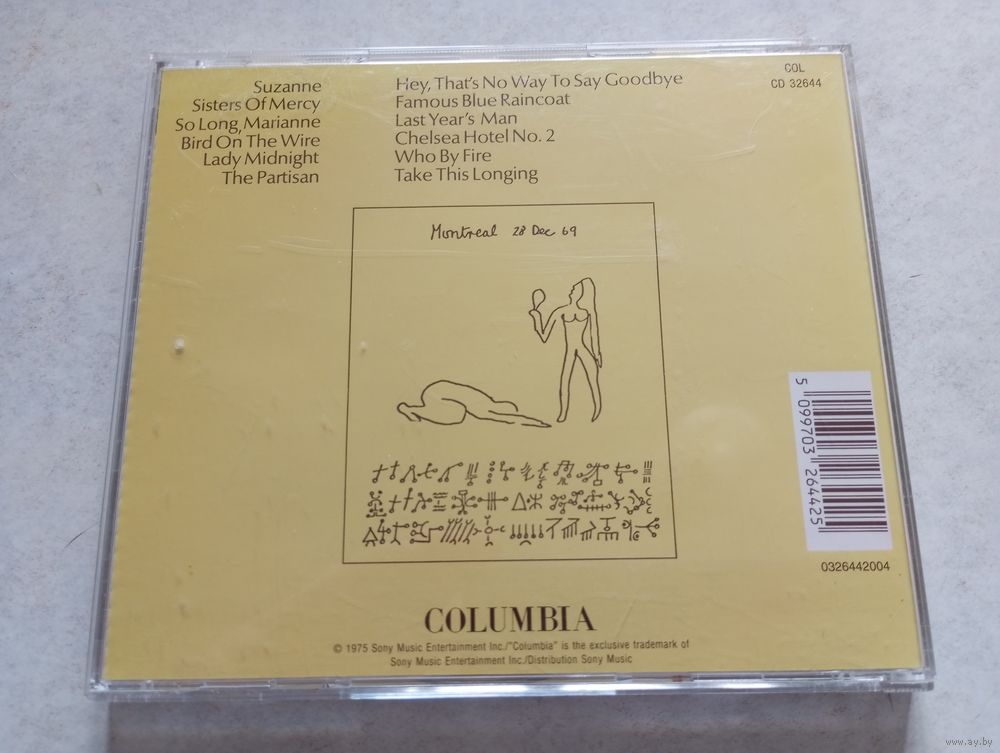 Suzanne
Sisters Of Mercy
So Long, Marianne
Bird On The Wire
Lady Midnight
The Partisan
Hey, That's No Way To Say Goodbye
Famous Blue Raincoat
Last Year's Man
Chelsea Hotel No. 2
Who By Fire
Take This Longing
COL
CD 32644
Montreal 28 Dec 69
5 099703 264425
0326442004
COLUMBIA
© 1975 Sony Music Entertainment Inc./"Columbia" is the exclusive trademark of
Sony Music Entertainment Inc./Distribution Sony Music
www.ay.by